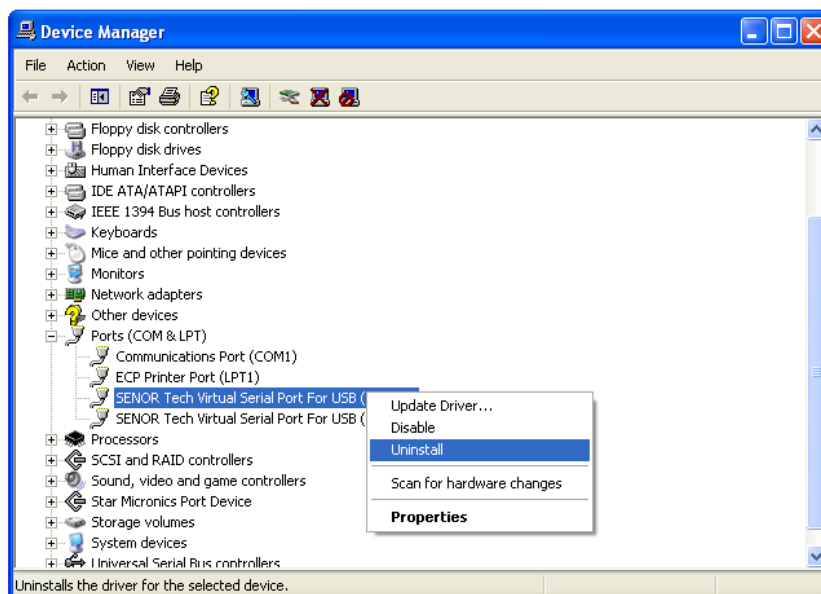 Device Manager
File Action View Help
Floppy disk controllers
Floppy disk drives
Human Interface Devices
IDE ATA/ATAPI controllers
IEEE 1394 Bus host controllers
Keyboards
Mice and other pointing devices
Monitors
Network adapters
Other devices
Ports (COM & LPT)
Communications Port (COM1)
ECP Printer Port (LPT1)
SENOR Tech Virtual Serial Port For USB (
SENOR Tech Virtual Serial Port For USB (
Processors
SCSI and RAID controllers
Sound, video and game controllers
Star Micronics Port Device
Storage volumes
System devices
Universal Serial Bus controllers
Update Driver...
Disable
Uninstall
Scan for hardware changes
Properties
Uninstalls the driver for the selected device.